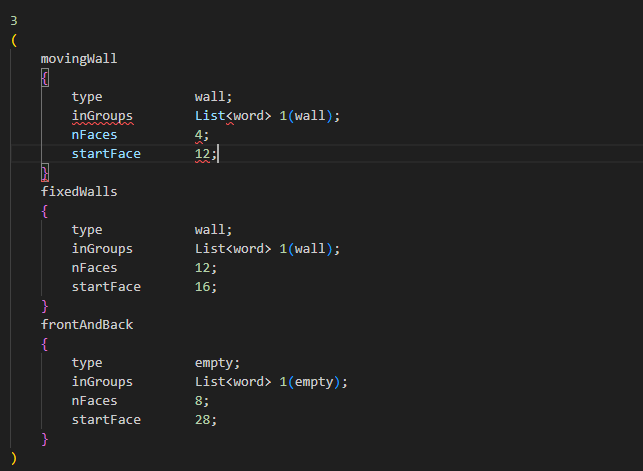 3
(
    movingWall
    {
        type            wall;
        inGroups        List<word> 1(wall);
        nFaces          4;
        startFace       12;
    }
    fixedWalls
    {
        type            wall;
        inGroups        List<word> 1(wall);
        nFaces          12;
        startFace       16;
    }
    frontAndBack
    {
        type            empty;
        inGroups        List<word> 1(empty);
        nFaces          8;
        startFace       28;
    }
)